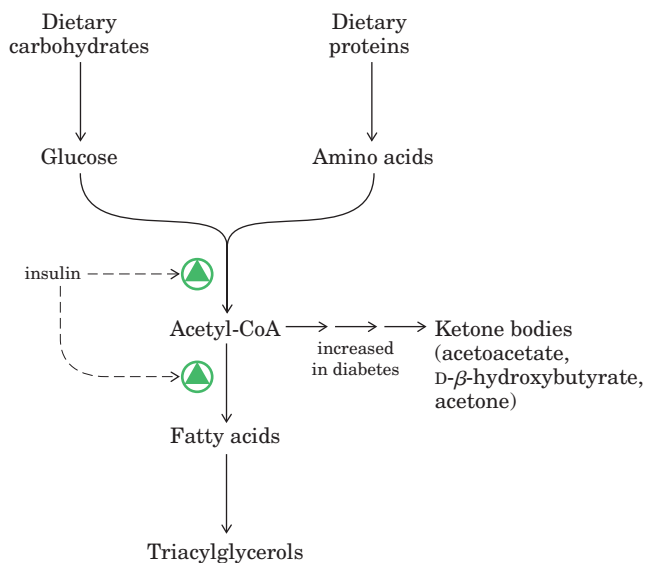 Dietary
carbohydrates
Dietary
proteins
Glucose
Amino acids
insulin
Acetyl-CoA
increased
in diabetes
Ketone bodies
(acetoacetate,
D-β-hydroxybutyrate,
acetone)
Fatty acids
Triacylglycerols